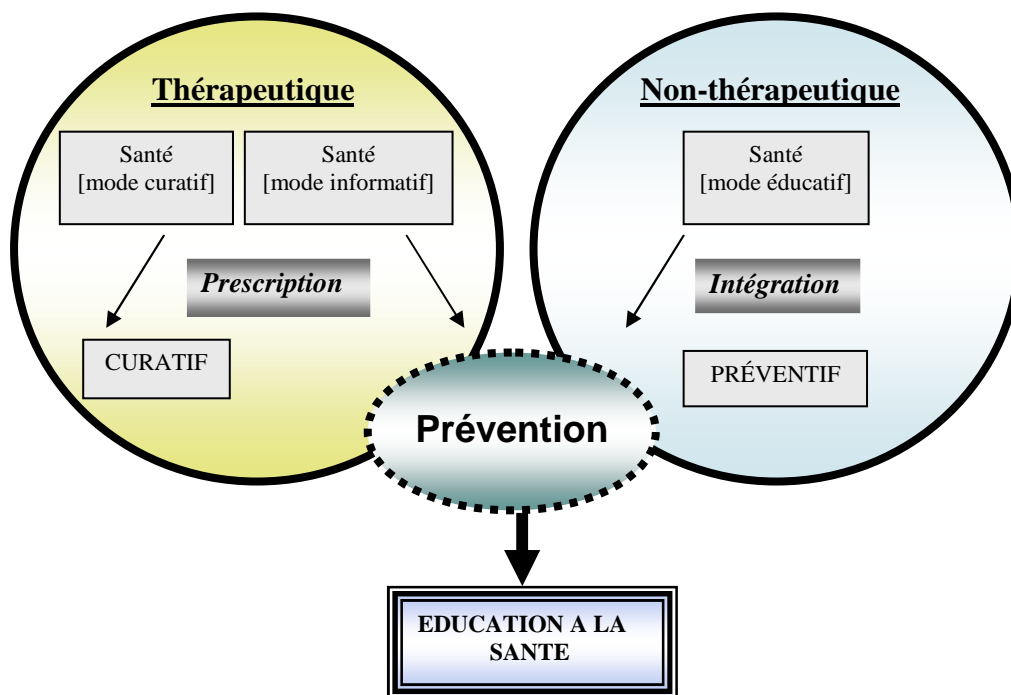 Thérapeutique
Santé
[mode curatif]
Santé
[mode informatif]
Prescription
CURATIF
Non-thérapeutique
Santé
[mode éducatif]
Intégration
PRÉVENTIF
Prévention
EDUCATION A LA
SANTE